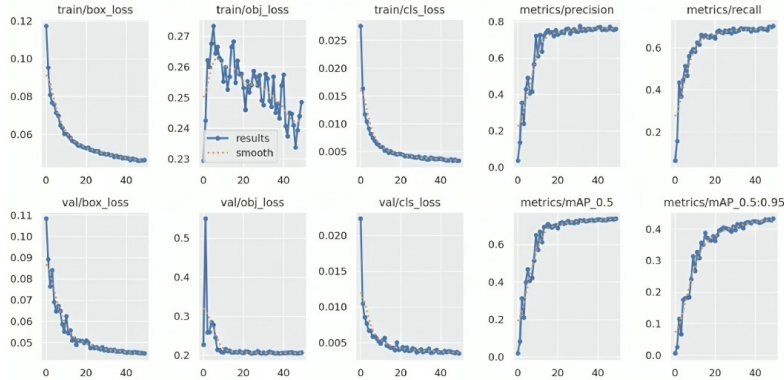 train/box_loss
0.12
0.10
0.08
0.06
0 20 40
train/obj_loss
0.27
0.26
0.25
0.24
0.23
results
smooth
0 20 40
train/cls_loss
0.025
0.020
0.015
0.010
0.005
0 20 40
metrics/precision
0.8
0.6
0.4
0.2
0.0
0 20 40
metrics/recall
0.6
0.4
0.2
0 20 40
val/box_loss
0.11
0.10
0.09
0.08
0.07
0.06
0.05
0 20 40
val/obj_loss
0.5
0.4
0.3
0.2
0 20 40
val/cls_loss
0.020
0.015
0.010
0.005
0 20 40
metrics/mAP_0.5
0.6
0.4
0.2
0.0
0 20 40
metrics/mAP_0.5:0.95
0.4
0.3
0.2
0.1
0.0
0 20 40